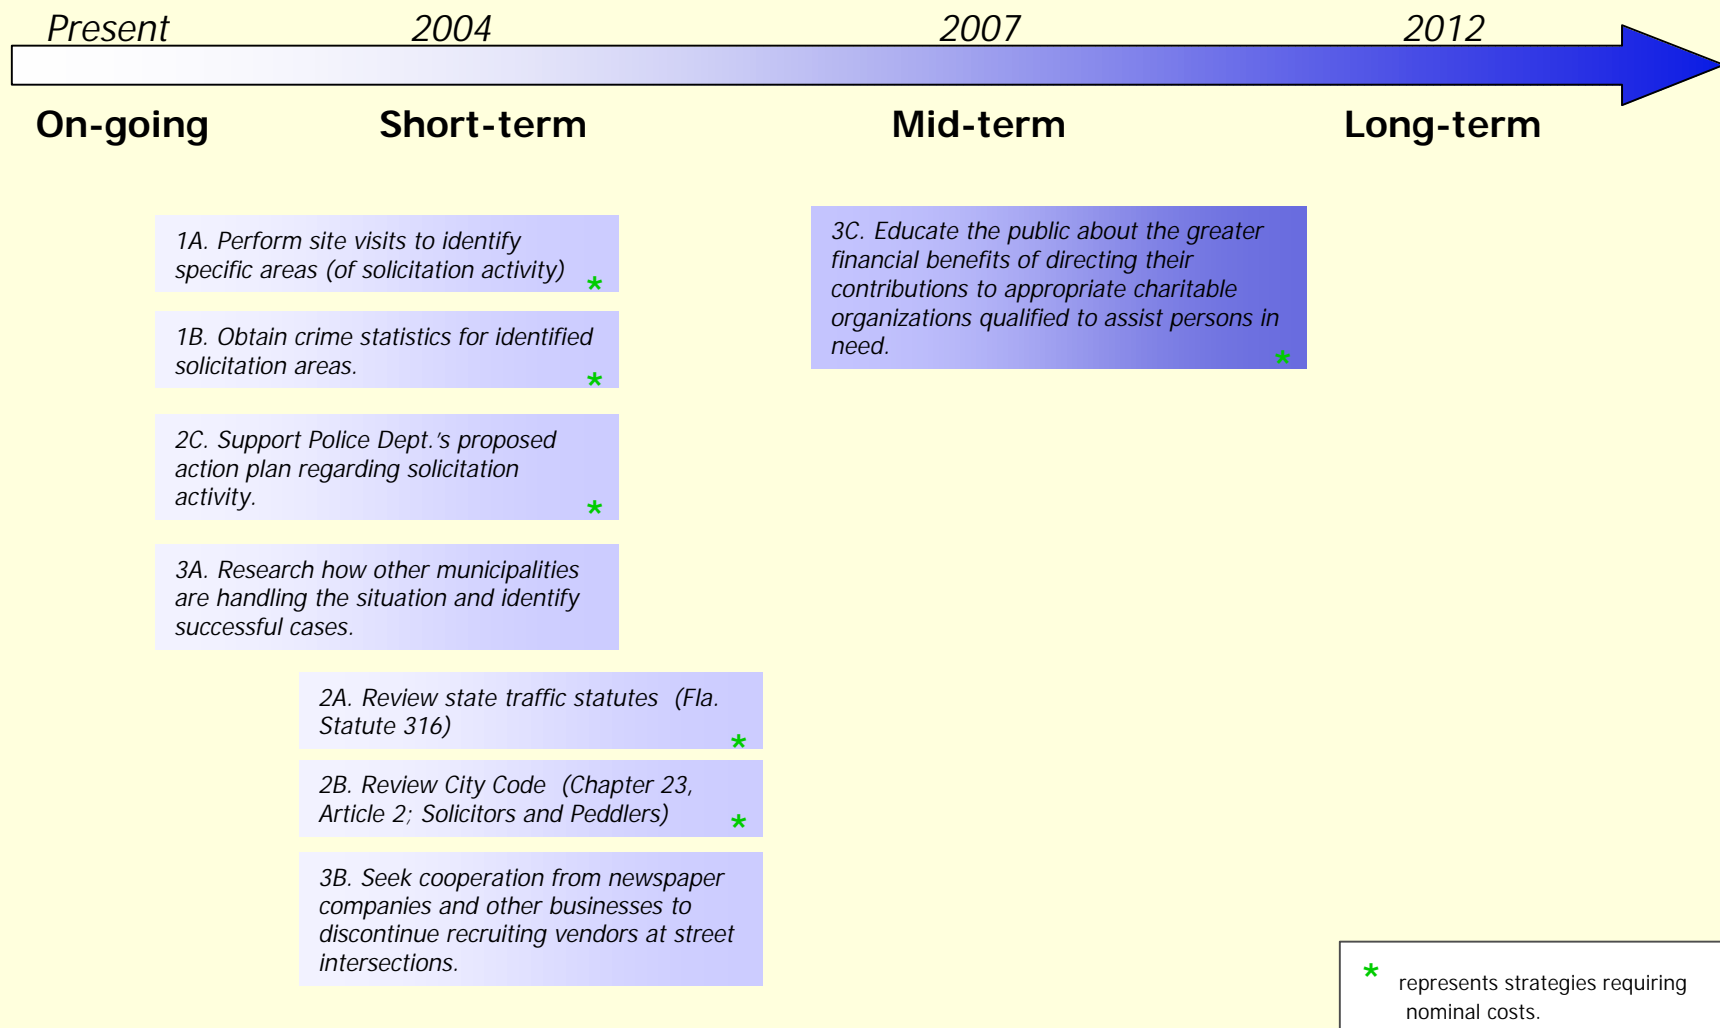 Present 2004 2007 2012
On-going Short-term Mid-term Long-term
1A. Perform site visits to identify
specific areas (of solicitation activity)
*
1B. Obtain crime statistics for identified
solicitation areas.
*
2C. Support Police Dept.'s proposed
action plan regarding solicitation
activity.
*
3A. Research how other municipalities
are handling the situation and identify
successful cases.
2A. Review state traffic statutes (Fla.
Statute 316)
*
2B. Review City Code (Chapter 23,
Article 2; Solicitors and Peddlers)
*
3B. Seek cooperation from newspaper
companies and other businesses to
discontinue recruiting vendors at street
intersections.
3C. Educate the public about the greater
financial benefits of directing their
contributions to appropriate charitable
organizations qualified to assist persons in
need.
*
* represents strategies requiring
nominal costs.